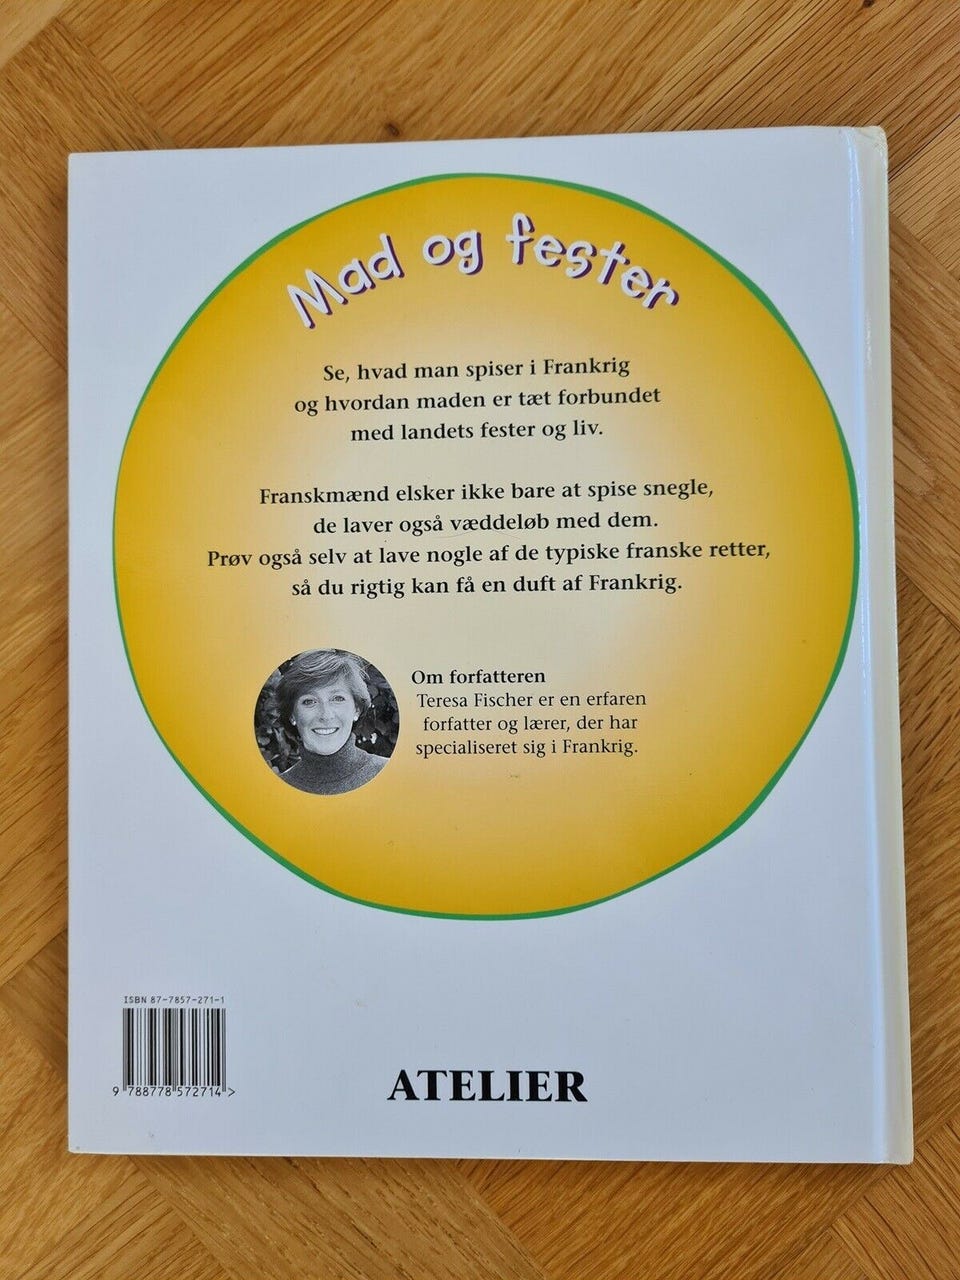 Mad og fester
Se, hvad man spiser i Frankrig
og hvordan maden er tæt forbundet
med landets fester og liv.
Franskmænd elsker ikke bare at spise snegle,
de laver også væddeløb med dem.
Prøv også selv at lave nogle af de typiske franske retter,
så du rigtig kan få en duft af Frankrig.
Om forfatteren
Teresa Fischer er en erfaren
forfatter og lærer, der har
specialiseret sig i Frankrig.
ISBN 87-7857-271-1
9 788778 572714 >
ATELIER